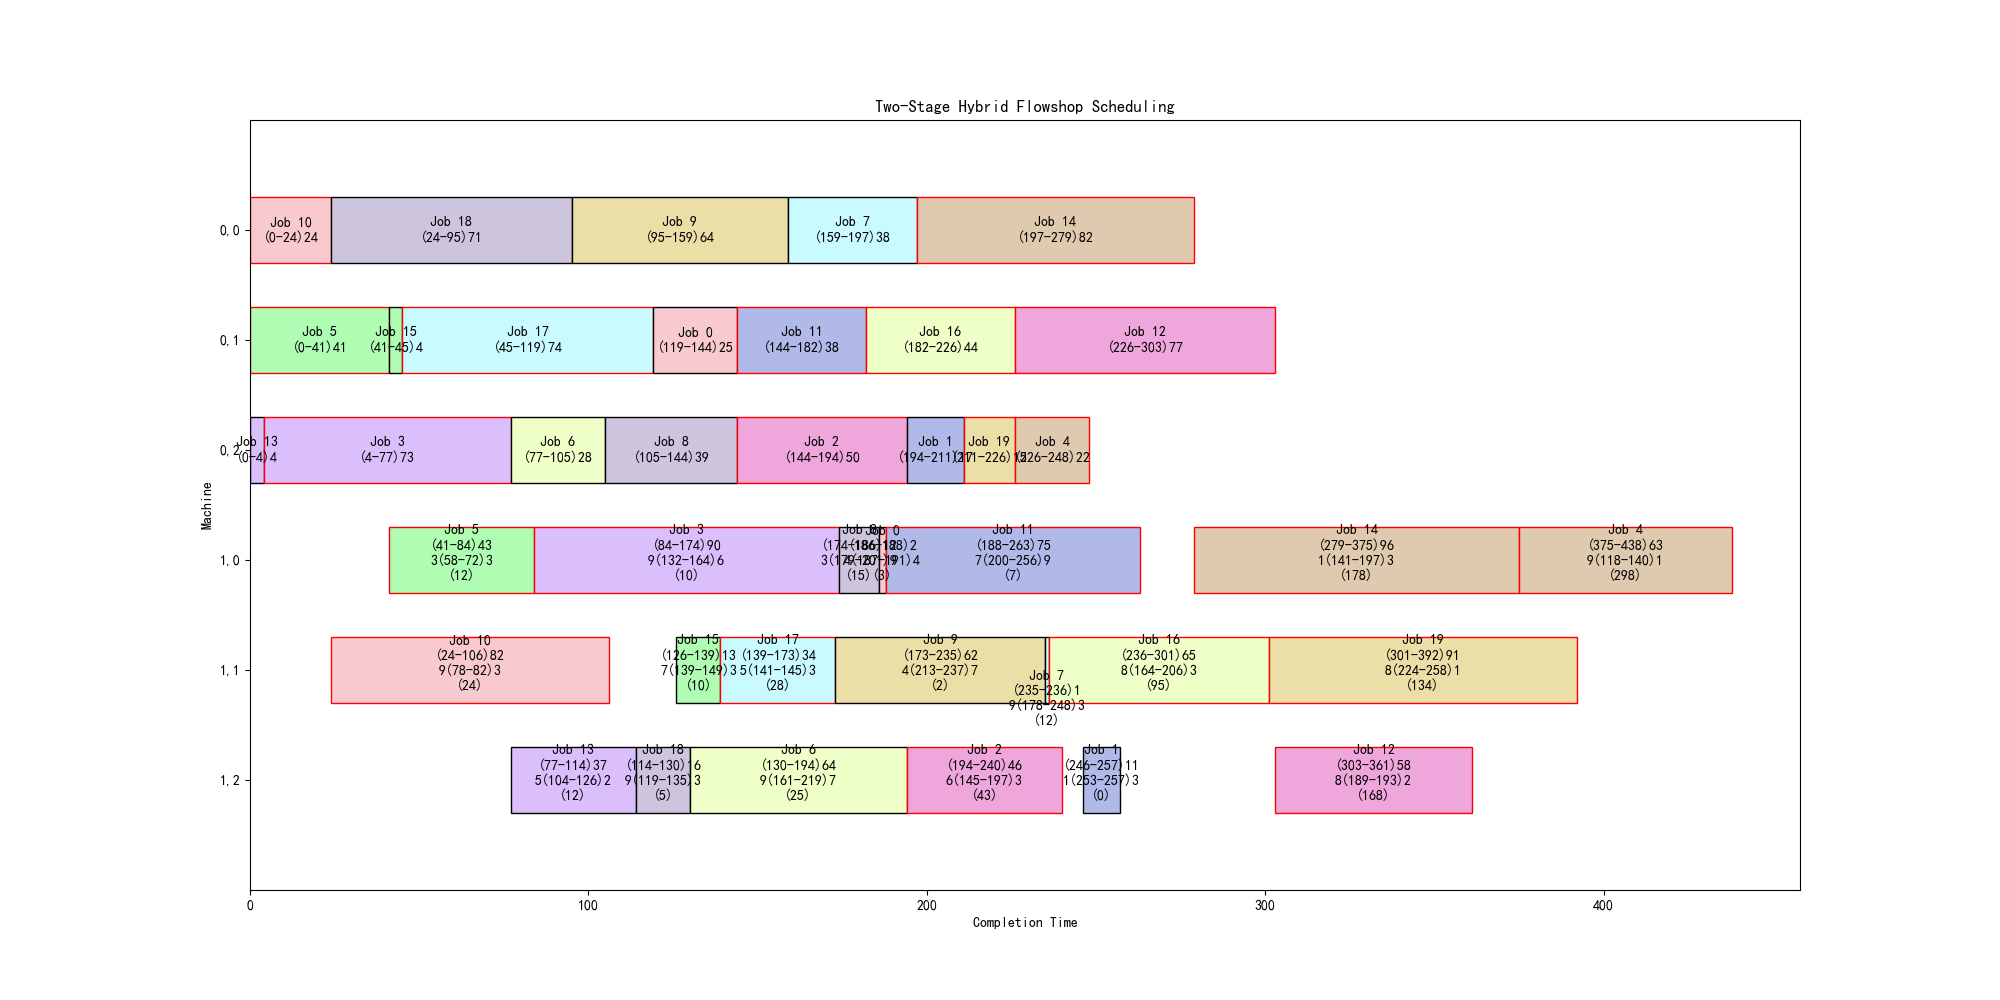 Two-Stage Hybrid Flowshop Scheduling
0,0
Job 10
(0-24)24
Job 18
(24-95)71
Job 9
(95-159)64
Job 7
(159-197)38
Job 14
(197-279)82
0,1
Job 5
(0-41)41
Job 15
(41-45)4
Job 17
(45-119)74
Job 0
(119-144)25
Job 11
(144-182)38
Job 16
(182-226)44
Job 12
(226-303)77
0,2
Job 13
(0-4)4
Job 3
(4-77)73
Job 6
(77-105)28
Job 8
(105-144)39
Job 2
(144-194)50
Job 1
(194-211)17
Job 19
(211-226)15
Job 4
(226-248)22
Machine
1,0
Job 5
(41-84)43
3(58-72)3
(12)
Job 3
(84-174)90
9(132-164)6
(10)
Job 8
(174-186)12
(15)
Job 0
(186-188)2
(3)
Job 11
(188-263)75
7(200-256)9
(7)
Job 14
(279-375)96
1(141-197)3
(178)
Job 4
(375-438)63
9(118-140)1
(298)
1,1
Job 10
(24-106)82
9(78-82)3
(24)
Job 15
(126-139)13
7(139-149)3
(10)
Job 17
(139-173)34
5(141-145)3
(28)
Job 9
(173-235)62
4(213-237)7
(2)
Job 7
(235-236)1
9(178-248)3
(12)
Job 16
(236-301)65
8(164-206)3
(95)
Job 19
(301-392)91
8(224-258)1
(134)
1,2
Job 13
(77-114)37
5(104-126)2
(12)
Job 18
(114-130)16
9(119-135)3
(5)
Job 6
(130-194)64
9(161-219)7
(25)
Job 2
(194-240)46
6(145-197)3
(43)
Job 1
(246-257)11
1(253-257)3
(0)
Job 12
(303-361)58
8(189-193)2
(168)
0
100
200
300
400
Completion Time